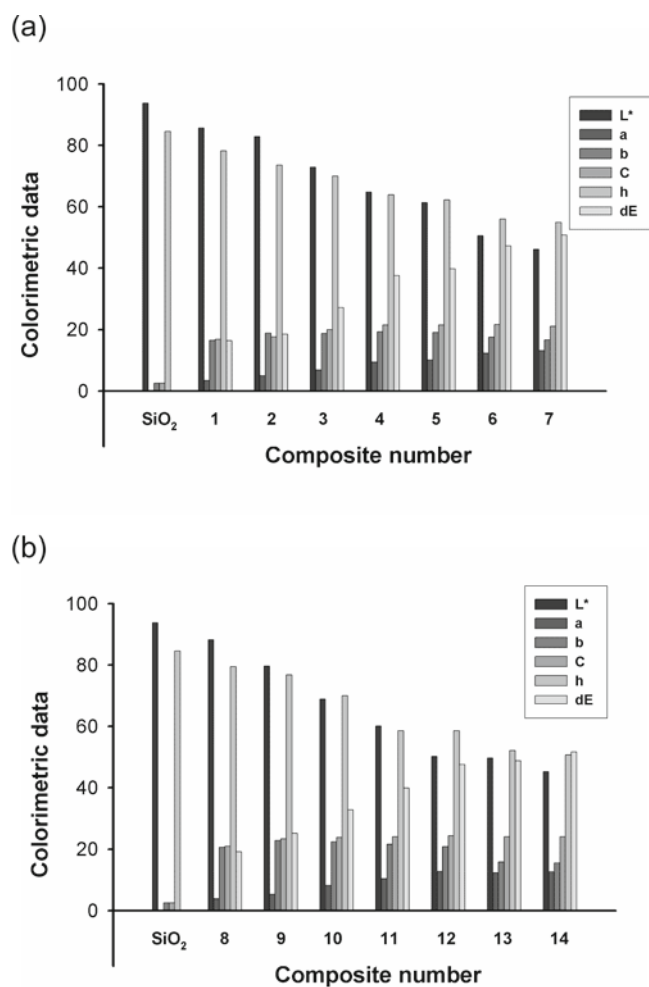 (a)
100
80
60
40
20
0
Colorimetric data
L*
a
b
C
h
dE
SiO₂ 1 2 3 4 5 6 7
Composite number
(b)
100
80
60
40
20
0
Colorimetric data
L*
a
b
C
h
dE
SiO₂ 8 9 10 11 12 13 14
Composite number